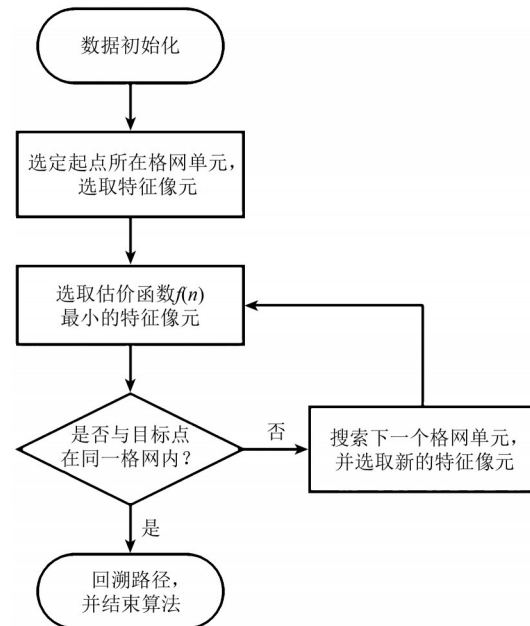 数据初始化
选定起点所在格网单元，
选取特征像元
选取估价函数f(n)
最小的特征像元
是否与目标点
在同一格网内？
否
搜索下一个格网单元，
并选取新的特征像元
是
回溯路径，
并结束算法